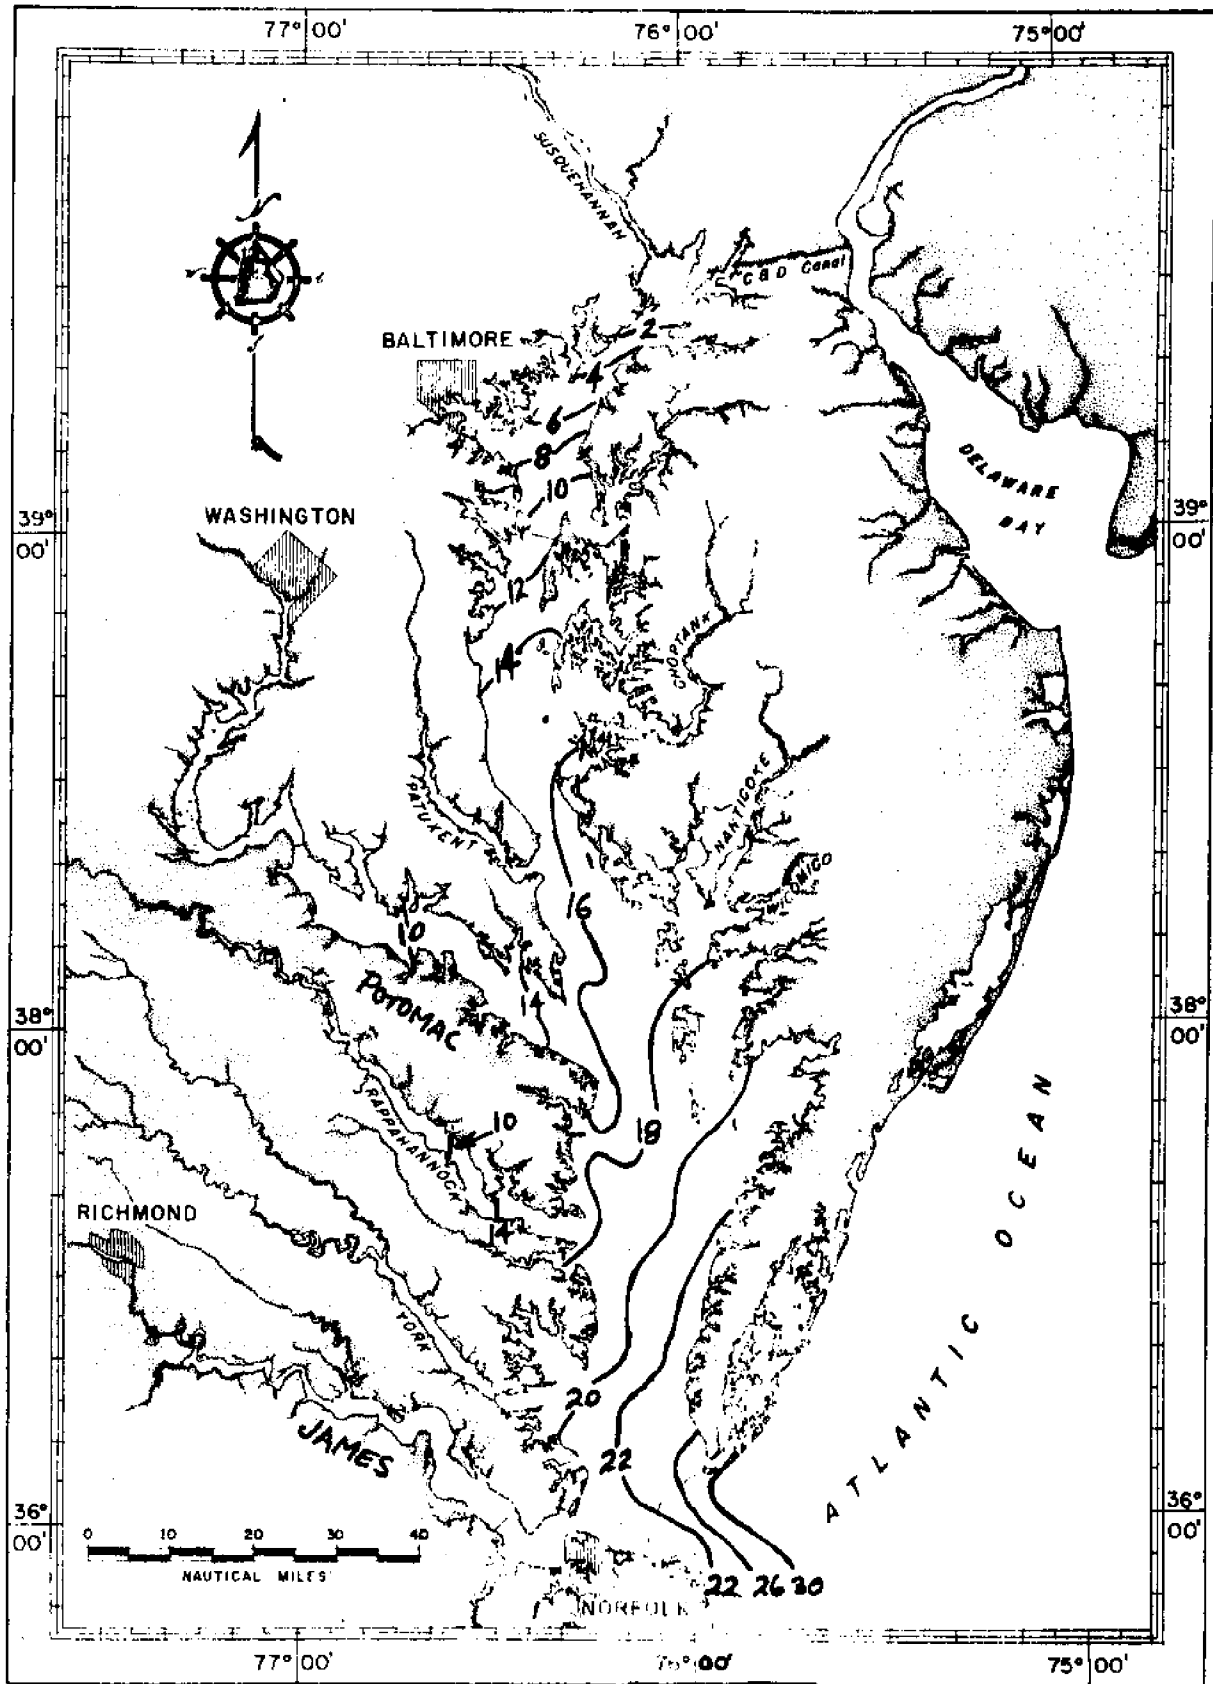 77° 00'
76° 00'
75° 00'
SUSQUEHANNAH
C & D Canal
BALTIMORE
2
4
6
8
10
DELAWARE
BAY
WASHINGTON
39°
00'
39°
00'
12
14
CHOPTANK
PATUXENT
NANTICOKE
16
10
14
POTOMAC
38°
00'
38°
00'
RAPPAHANNOCK
10
18
14
RICHMOND
YORK
JAMES
20
22
ATLANTIC OCEAN
36°
00'
36°
00'
0 10 20 30 40
NAUTICAL MILES
22 26 30
NORFOLK
77° 00'
76° 00'
75° 00'